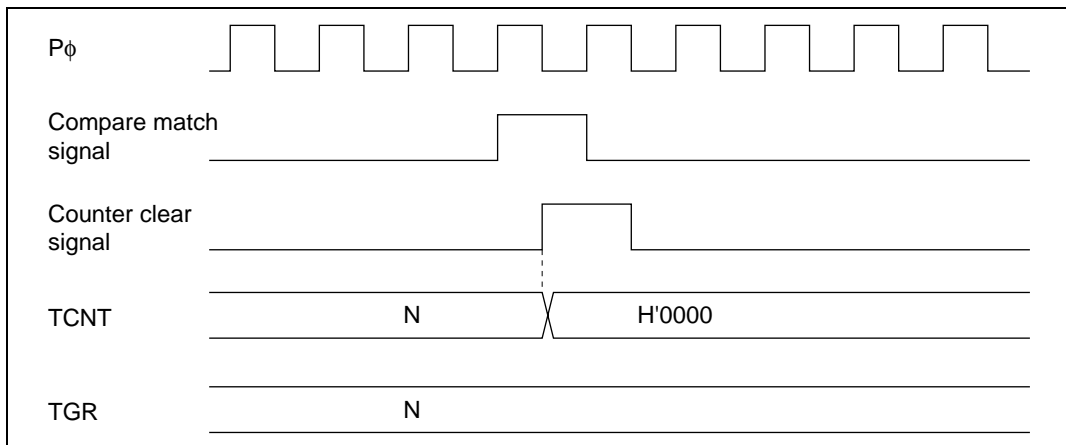 Pϕ
Compare match
signal
Counter clear
signal
TCNT
N
H'0000
TGR
N